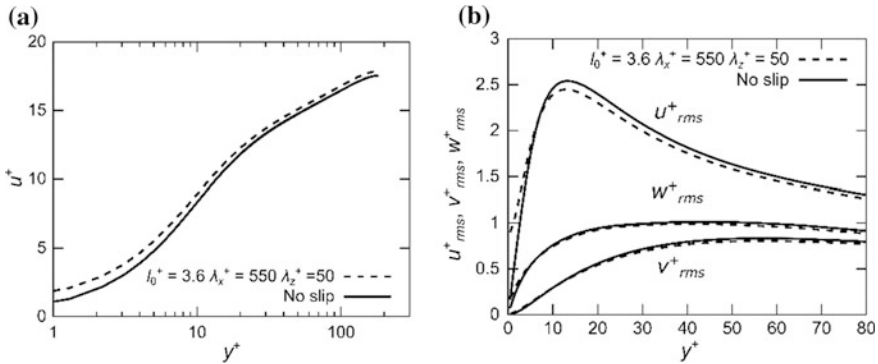 (a)
20
15
10
5
0
u⁺
l₀⁺ = 3.6 λₓ⁺ = 550 λ_z⁺ =50
No slip
1
10
100
y⁺
(b)
3
2.5
2
1.5
1
0.5
0
u⁺rms, v⁺rms, w⁺rms
l₀⁺ = 3.6 λₓ⁺ = 550 λ_z⁺ = 50
No slip
u⁺rms
w⁺rms
v⁺rms
0 10 20 30 40 50 60 70 80
y⁺